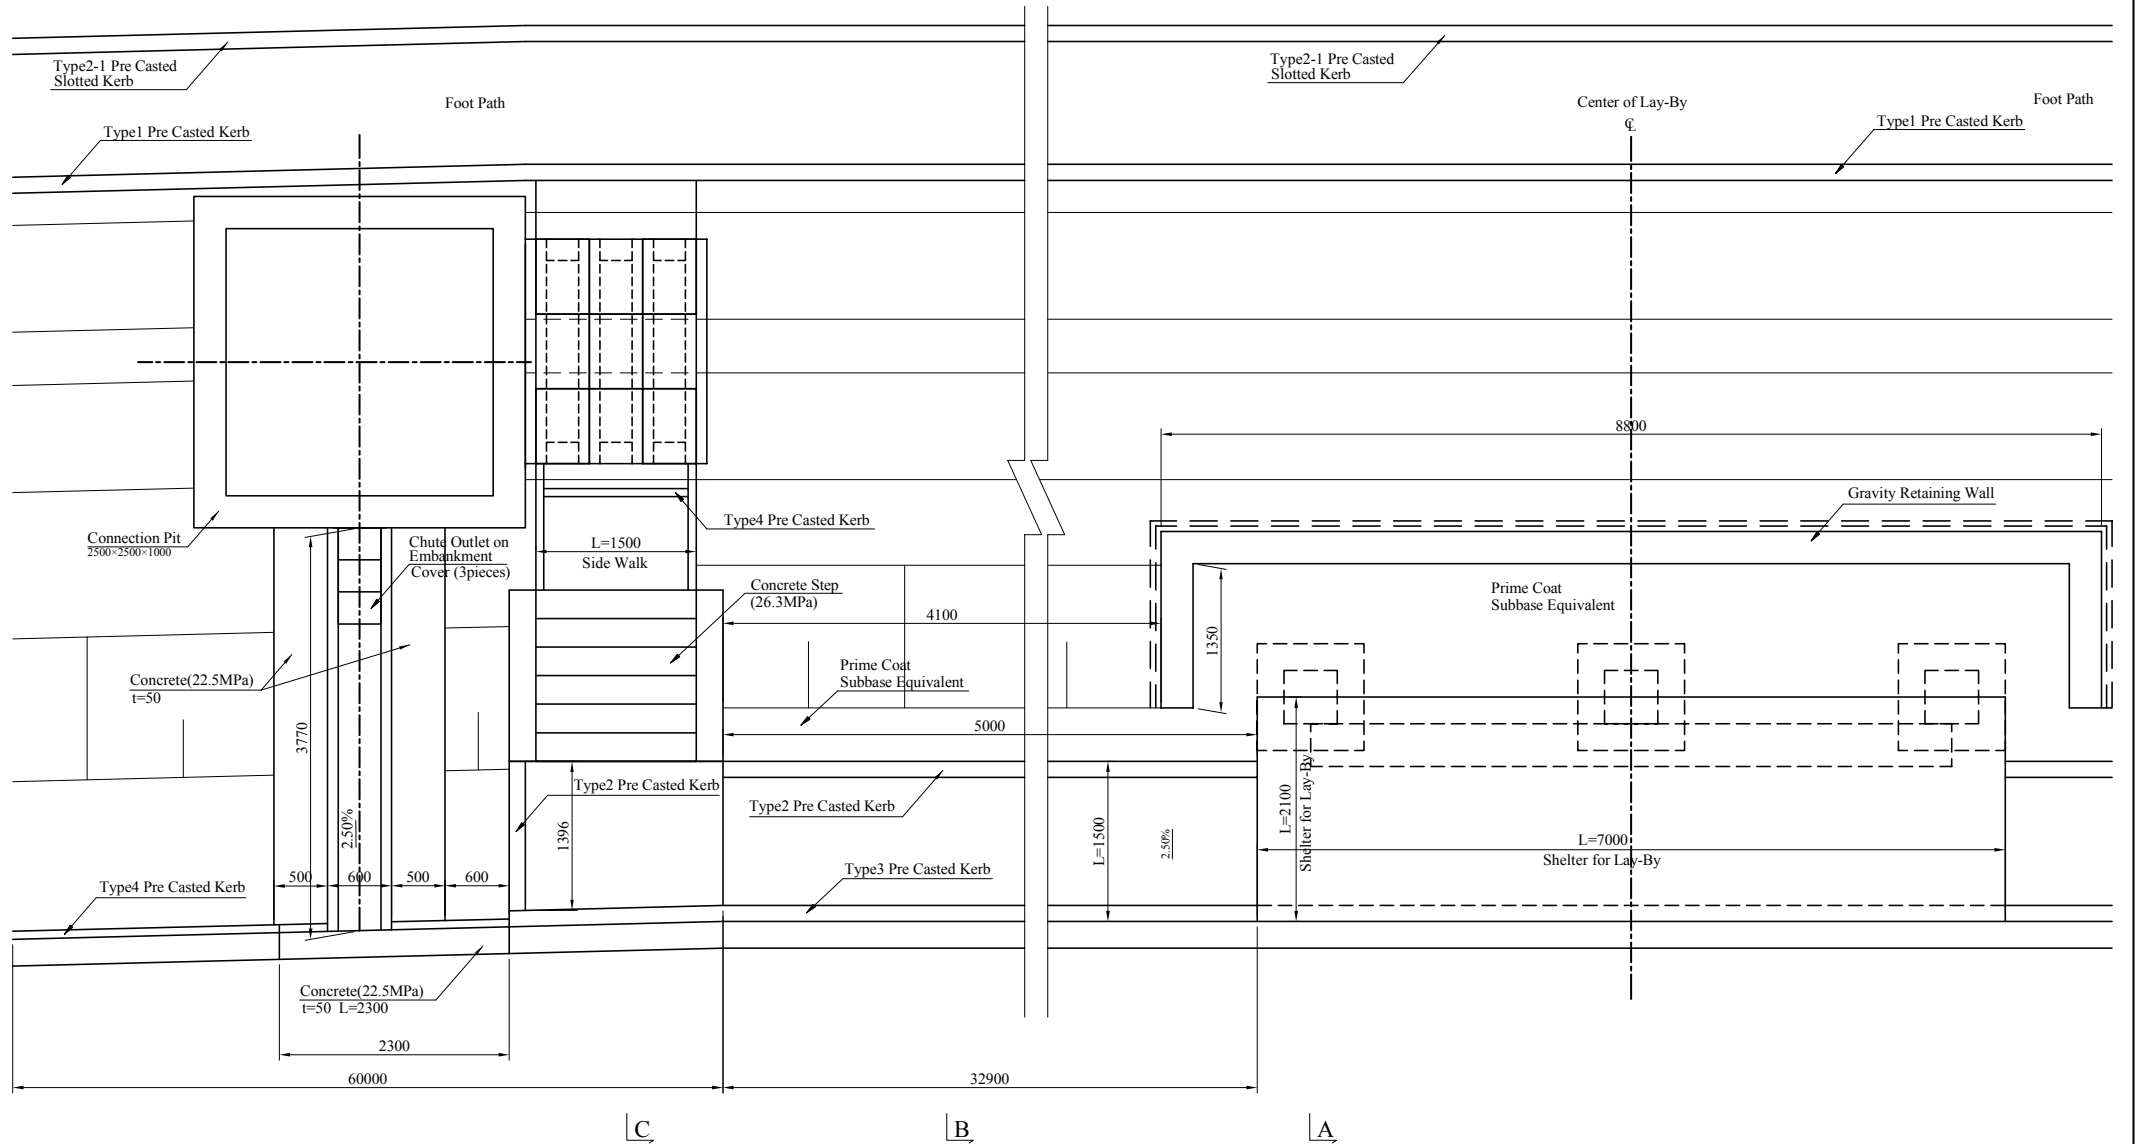 Type2-1 Pre Casted
Slotted Kerb
Type2-1 Pre Casted
Slotted Kerb
Foot Path
Center of Lay-By
℄
Foot Path
Type1 Pre Casted Kerb
Type1 Pre Casted Kerb
8800
Gravity Retaining Wall
Type4 Pre Casted Kerb
Connection Pit
2500×2500×1000
Chute Outlet on
Embankment
Cover (3pieces)
L=1500
Side Walk
Concrete Step
(26.3MPa)
Prime Coat
Subbase Equivalent
4100
1350
Prime Coat
Subbase Equivalent
Concrete(22.5MPa)
t=50
3770
5000
Type2 Pre Casted Kerb
Type2 Pre Casted Kerb
2.50%
1396
L=1500
2.50%
L=2100
Shelter for Lay-By
L=7000
Shelter for Lay-By
Type3 Pre Casted Kerb
500
600
500
600
Type4 Pre Casted Kerb
Concrete(22.5MPa)
t=50 L=2300
2300
60000
32900
C
B
A